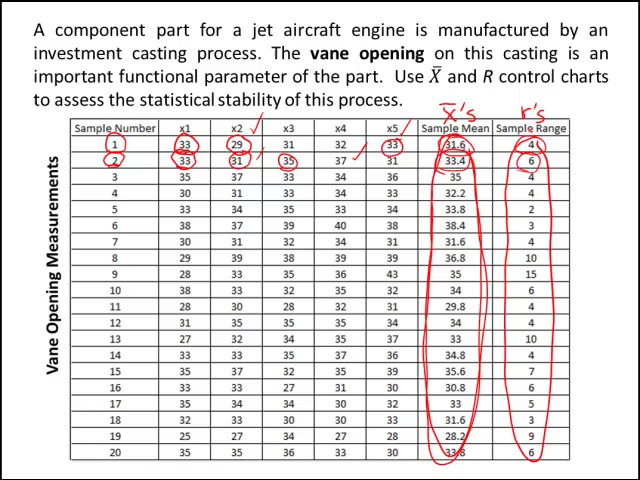 A component part for a jet aircraft engine is manufactured by an
investment casting process. The vane opening on this casting is an
important functional parameter of the part. Use X̄ and R control charts
to assess the statistical stability of this process.
X̄'s r's
Sample Number x1 x2 x3 x4 x5 Sample Mean Sample Range
1 33 29 31 32 33 31.6 4
2 33 31 35 37 31 33.4 6
3 35 37 33 34 36 35 4
4 30 31 33 34 33 32.2 4
5 33 34 35 33 34 33.8 2
6 38 37 39 40 38 38.4 3
7 30 31 32 34 31 31.6 4
8 29 39 38 39 39 36.8 10
9 28 33 35 36 43 35 15
10 38 33 32 35 32 34 6
11 28 30 28 32 31 29.8 4
12 31 35 35 35 34 34 4
13 27 32 34 35 37 33 10
14 33 33 35 37 36 34.8 4
15 35 37 32 35 39 35.6 7
16 33 33 27 31 30 30.8 6
17 35 34 34 30 32 33 5
18 32 33 30 30 33 31.6 3
19 25 27 34 27 28 28.2 9
20 35 35 36 33 30 33.8 6
Vane Opening Measurements